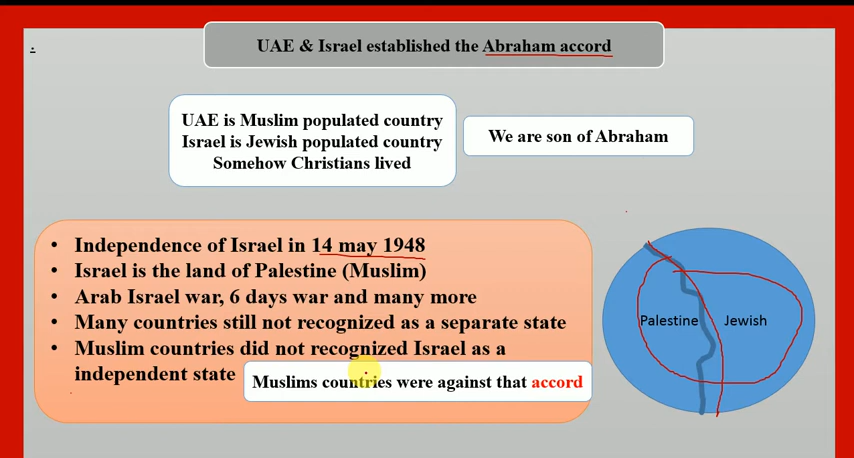 .
UAE & Israel established the Abraham accord
UAE is Muslim populated country
Israel is Jewish populated country
Somehow Christians lived
We are son of Abraham
• Independence of Israel in 14 may 1948
• Israel is the land of Palestine (Muslim)
• Arab Israel war, 6 days war and many more
• Many countries still not recognized as a separate state
• Muslim countries did not recognized Israel as a
independent state
Muslims countries were against that accord
Palestine
Jewish